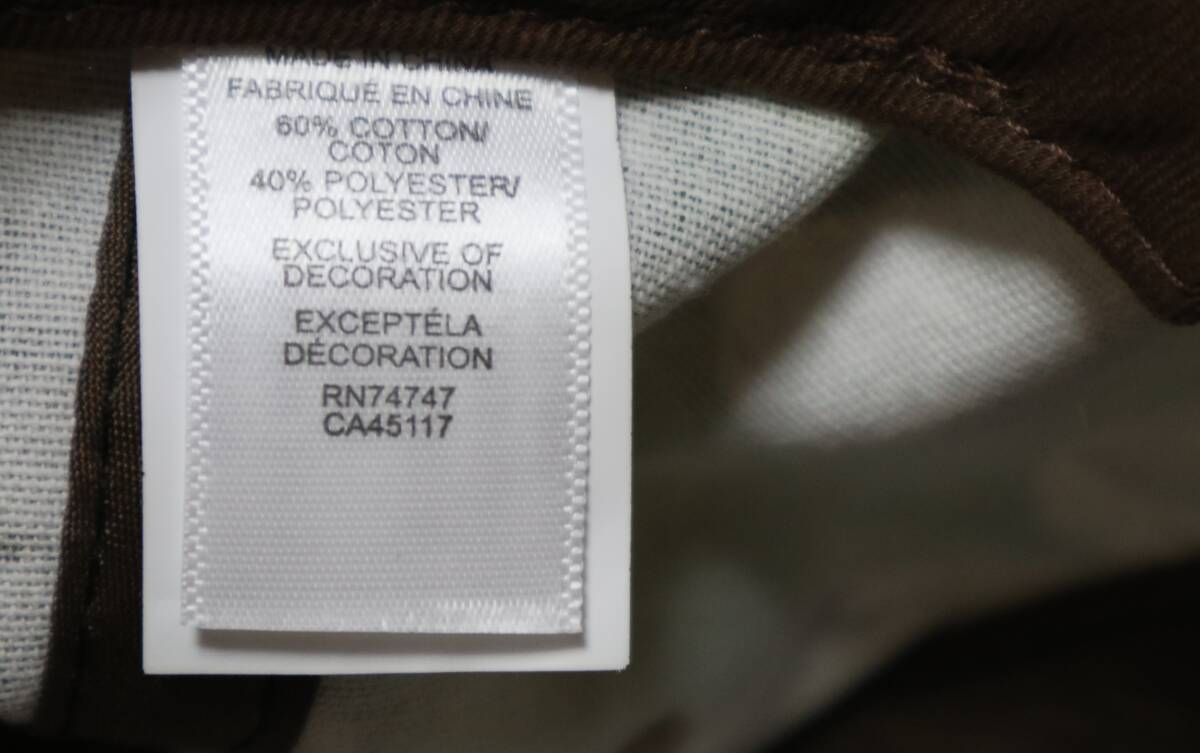 MADE IN CHINA
FABRIQUÉ EN CHINE
60% COTTON/
COTON
40% POLYESTER/
POLYESTER
EXCLUSIVE OF
DECORATION
EXCEPTÉLA
DÉCORATION
RN74747
CA45117